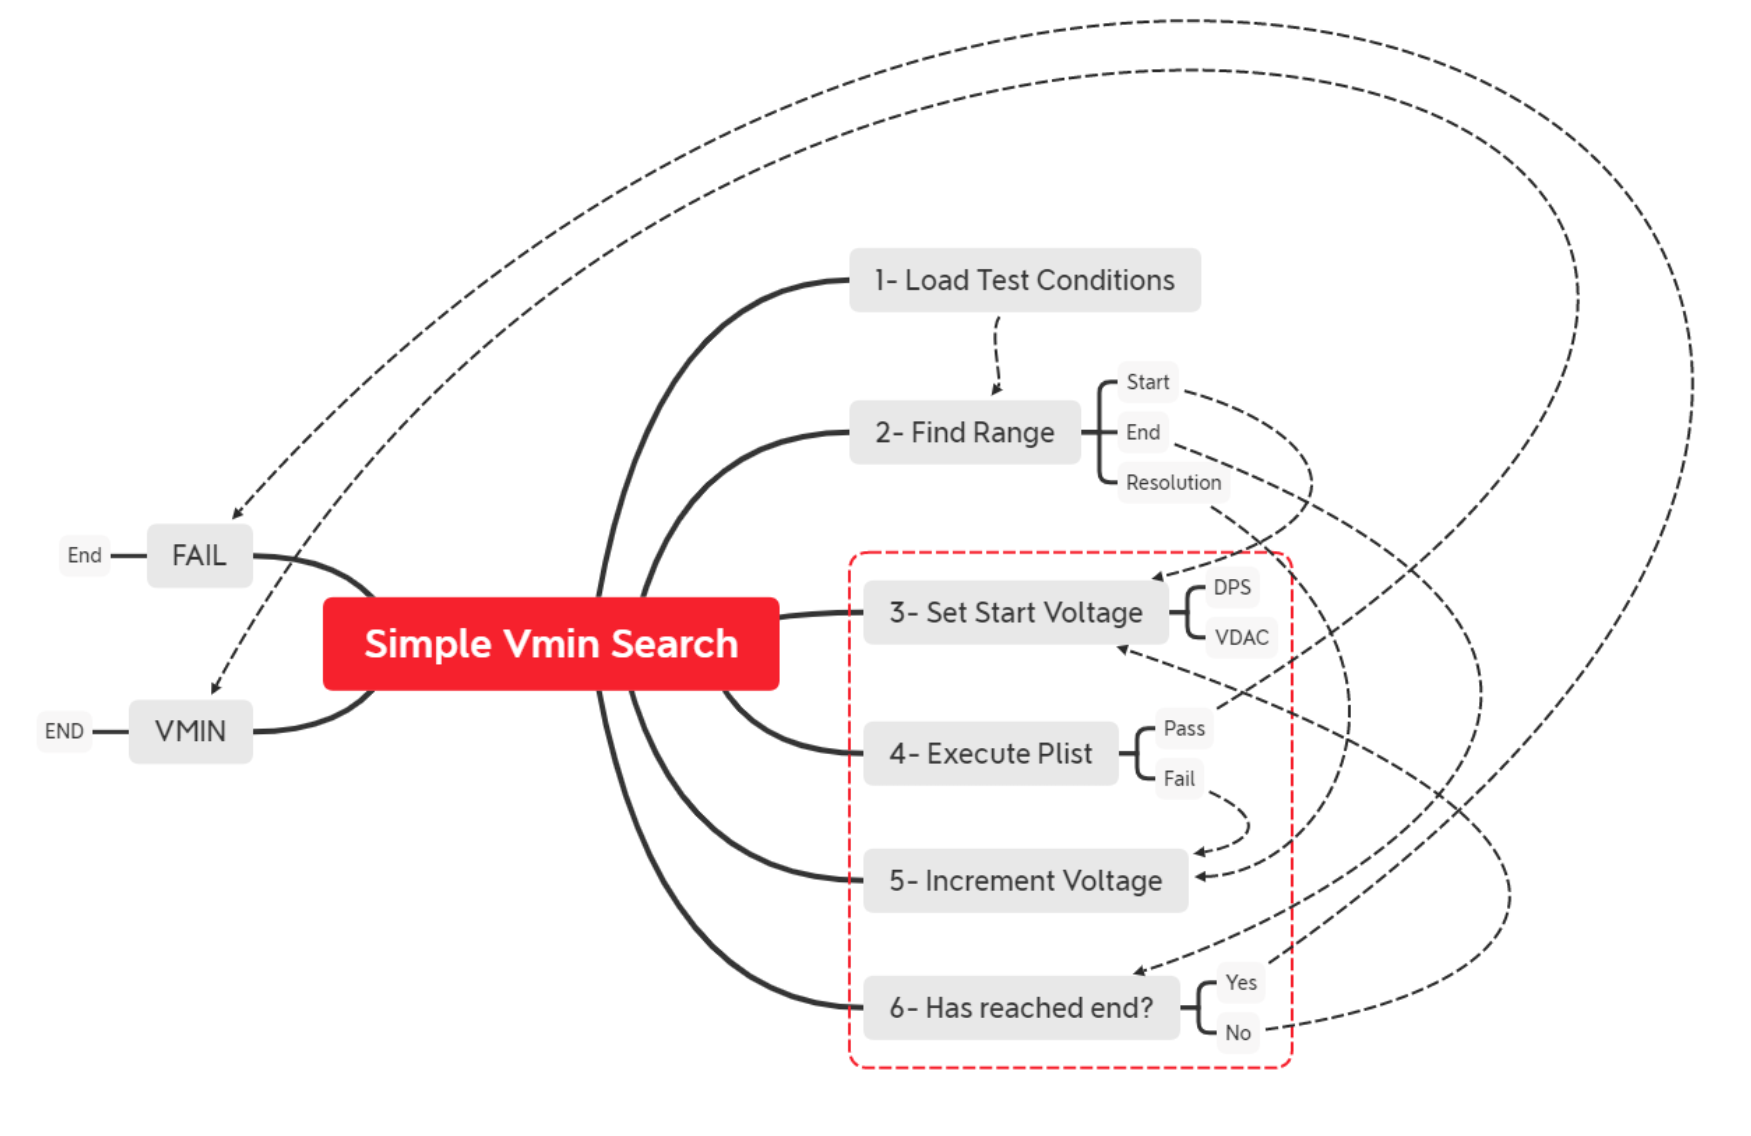 1- Load Test Conditions
2- Find Range
Start
End
Resolution
3- Set Start Voltage
DPS
VDAC
4- Execute Plist
Pass
Fail
5- Increment Voltage
6- Has reached end?
Yes
No
Simple Vmin Search
FAIL
End
VMIN
END